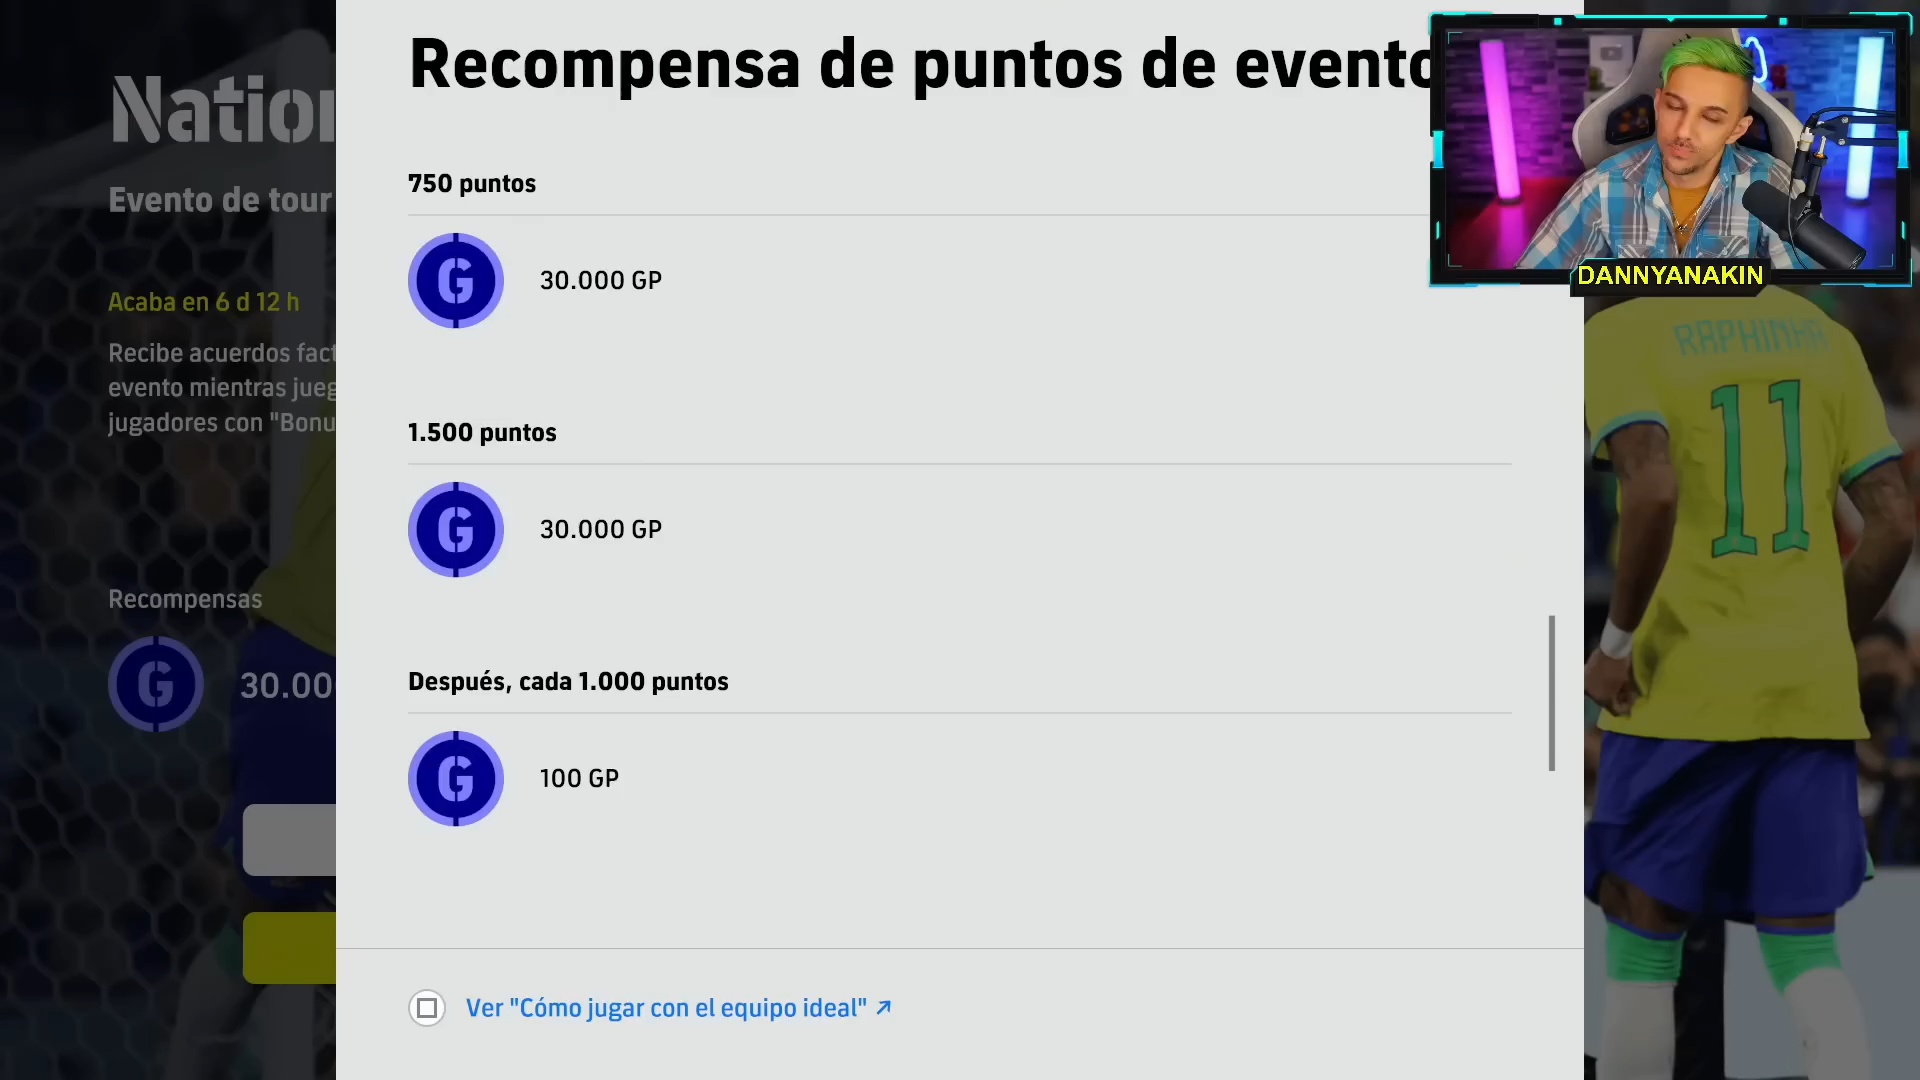 Recompensa de puntos de evento
Nation
Evento de tour
Acaba en 6 d 12 h
Recibe acuerdos fact
evento mientras jueg
jugadores con "Bonu
Recompensas
30.00
750 puntos
30.000 GP
1.500 puntos
30.000 GP
Después, cada 1.000 puntos
100 GP
Ver "Cómo jugar con el equipo ideal"
DANNYANAKIN
RAPHINHA
11